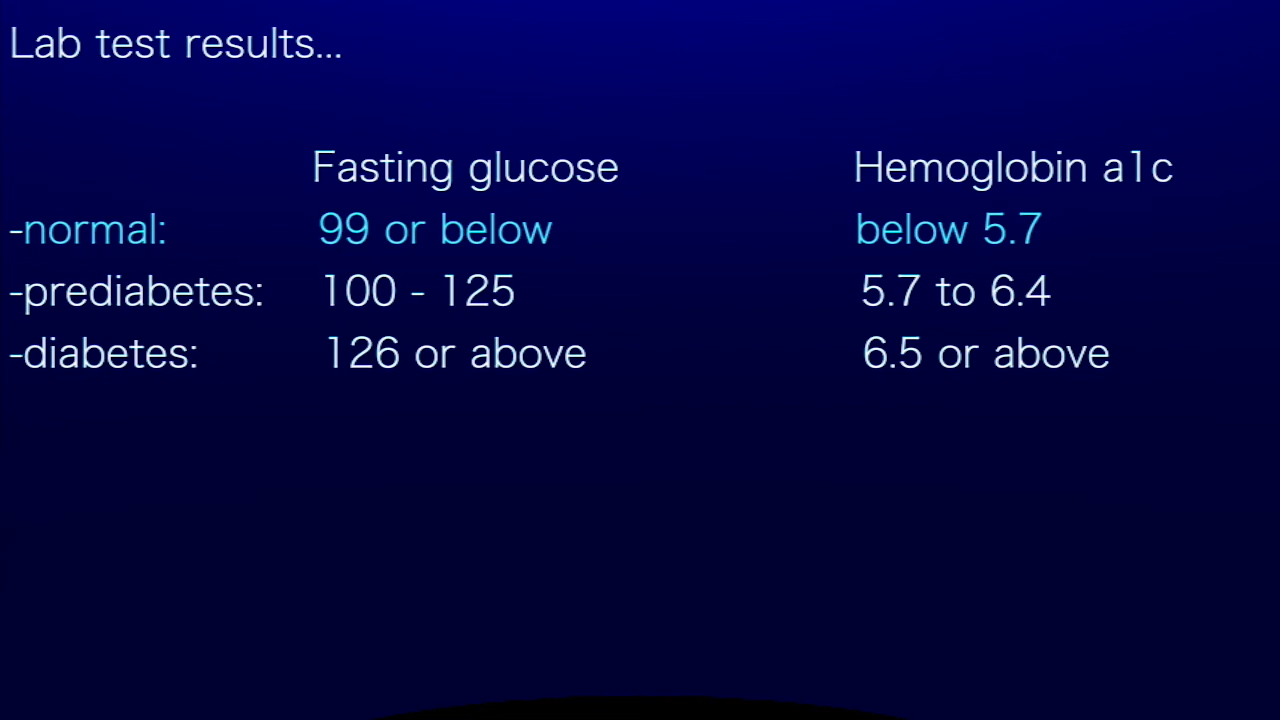 Lab test results...
Fasting glucose Hemoglobin a1c
-normal: 99 or below below 5.7
-prediabetes: 100 - 125 5.7 to 6.4
-diabetes: 126 or above 6.5 or above